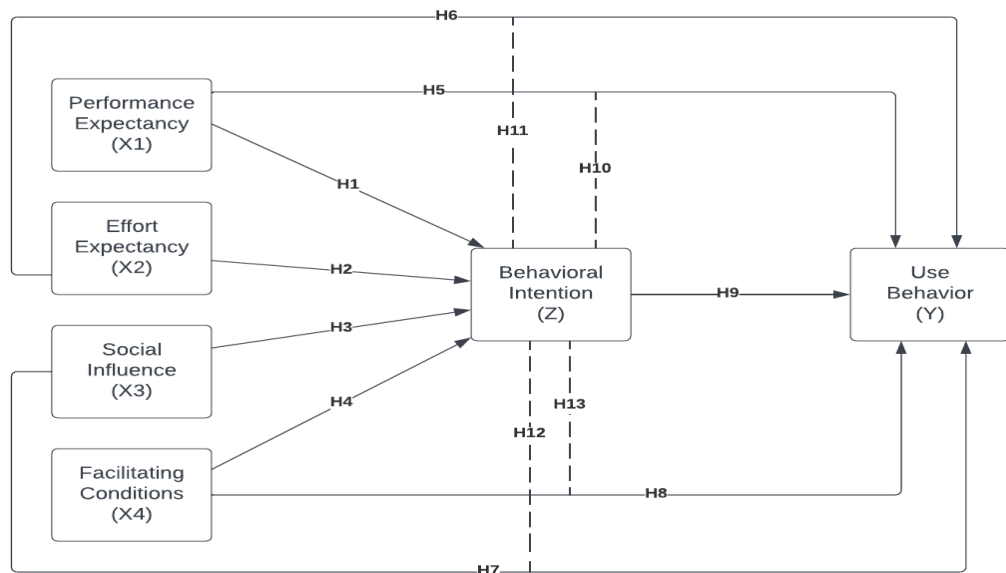 H6
H5
Performance
Expectancy
(X1)
H11
H10
H1
Effort
Expectancy
(X2)
H2
Behavioral
Intention
(Z)
H9
Use
Behavior
(Y)
H3
Social
Influence
(X3)
H4
H13
H12
Facilitating
Conditions
(X4)
H8
H7